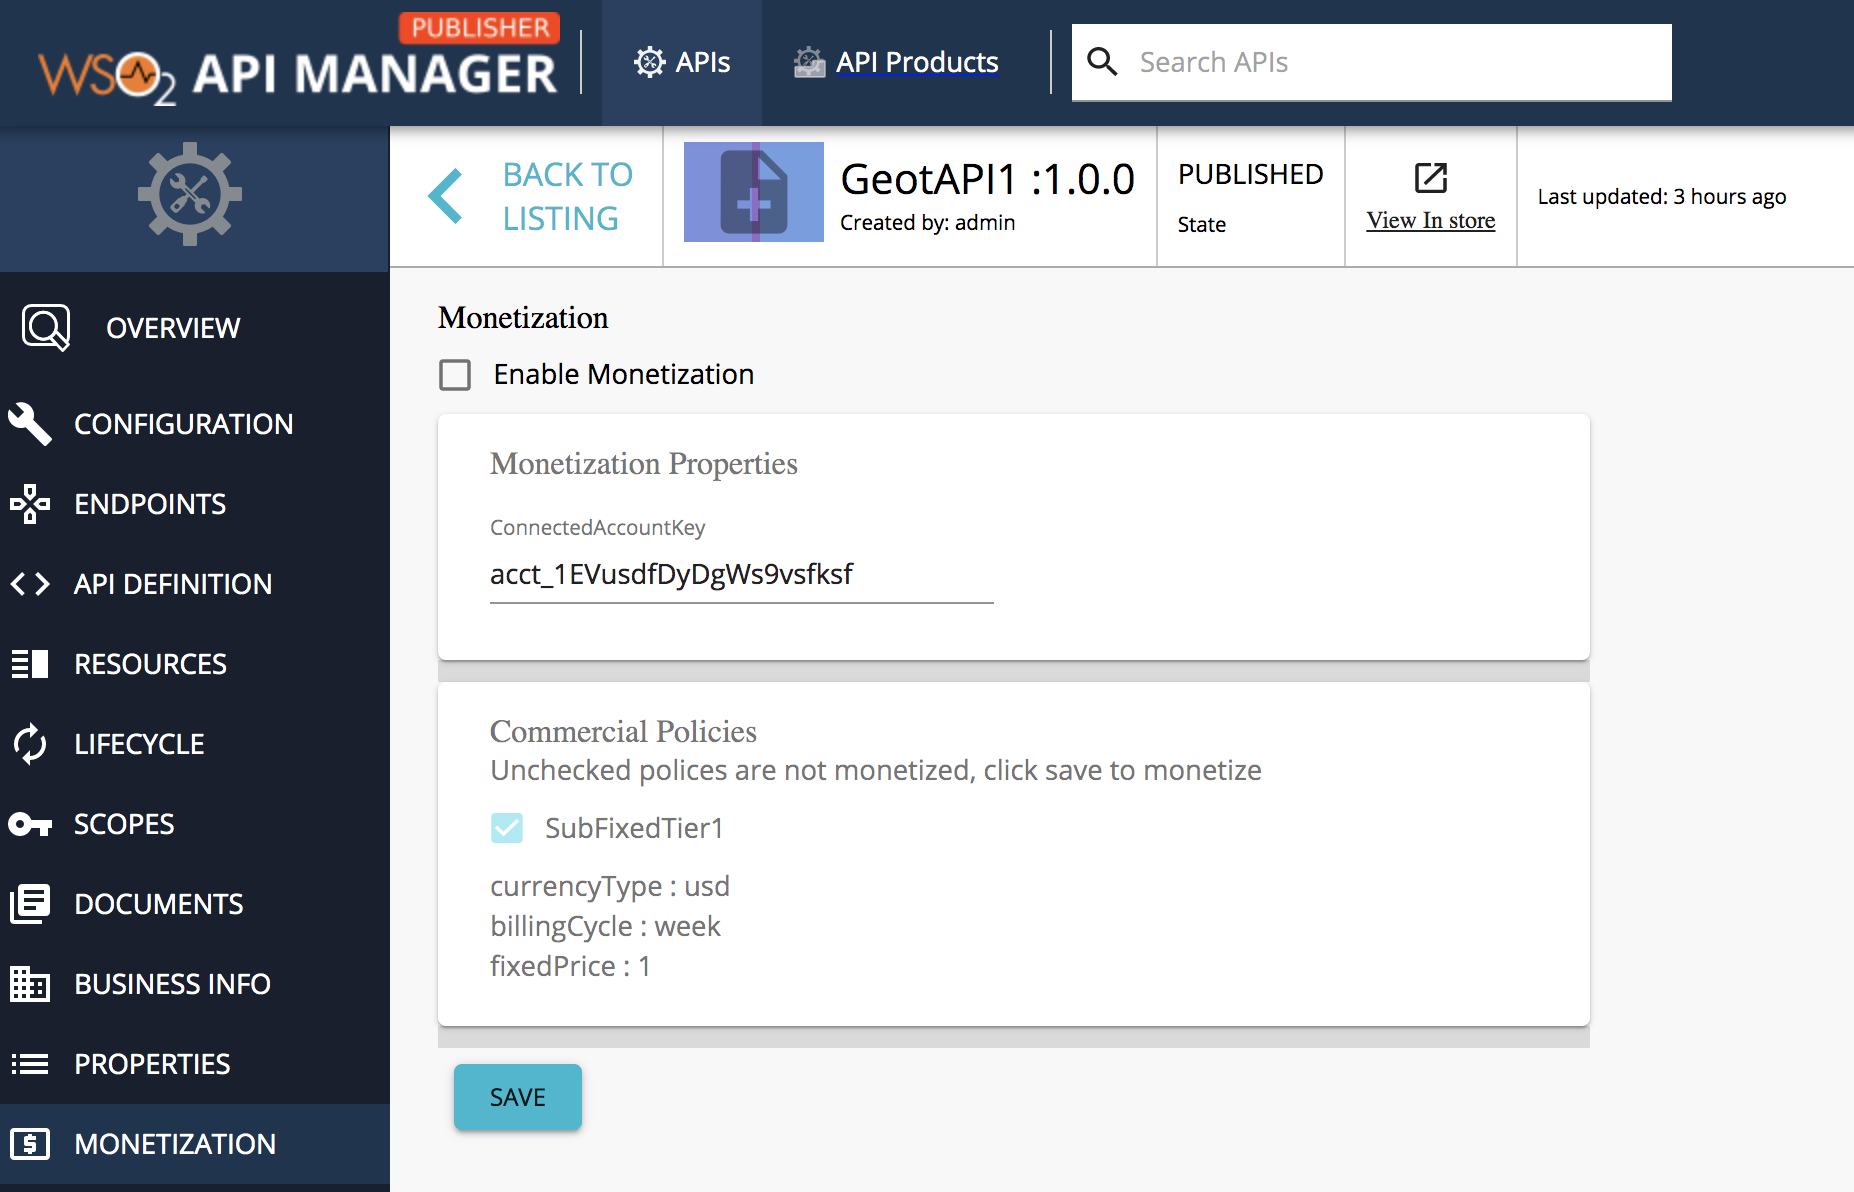 PUBLISHER
WSO2 API MANAGER
APIs
API Products
Search APIs
BACK TO
LISTING
GeotAPI1 :1.0.0
Created by: admin
PUBLISHED
State
View In store
Last updated: 3 hours ago
OVERVIEW
CONFIGURATION
ENDPOINTS
API DEFINITION
RESOURCES
LIFECYCLE
SCOPES
DOCUMENTS
BUSINESS INFO
PROPERTIES
MONETIZATION
Monetization
Enable Monetization
Monetization Properties
ConnectedAccountKey
acct_1EVusdfDyDgWs9vsfksf
Commercial Policies
Unchecked polices are not monetized, click save to monetize
SubFixedTier1
currencyType : usd
billingCycle : week
fixedPrice : 1
SAVE